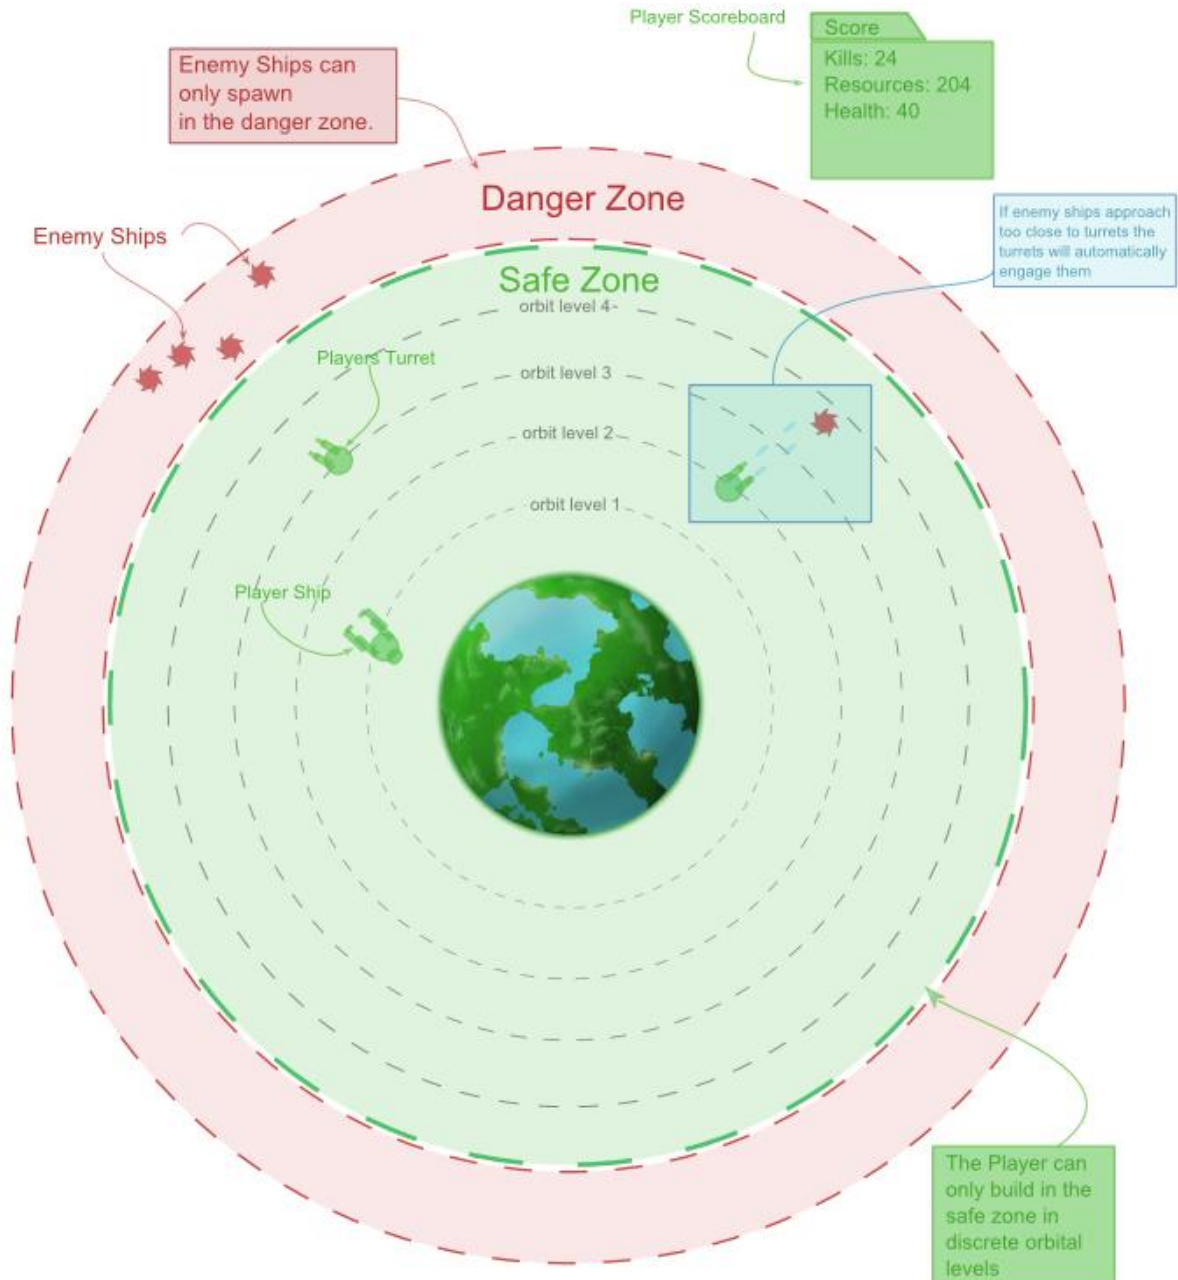 Player Scoreboard
Score
Kills: 24
Resources: 204
Health: 40
Enemy Ships can
only spawn
in the danger zone.
Danger Zone
If enemy ships approach
too close to turrets the
turrets will automatically
engage them
Enemy Ships
Safe Zone
orbit level 4
Players Turret
orbit level 3
orbit level 2
orbit level 1
Player Ship
The Player can
only build in the
safe zone in
discrete orbital
levels